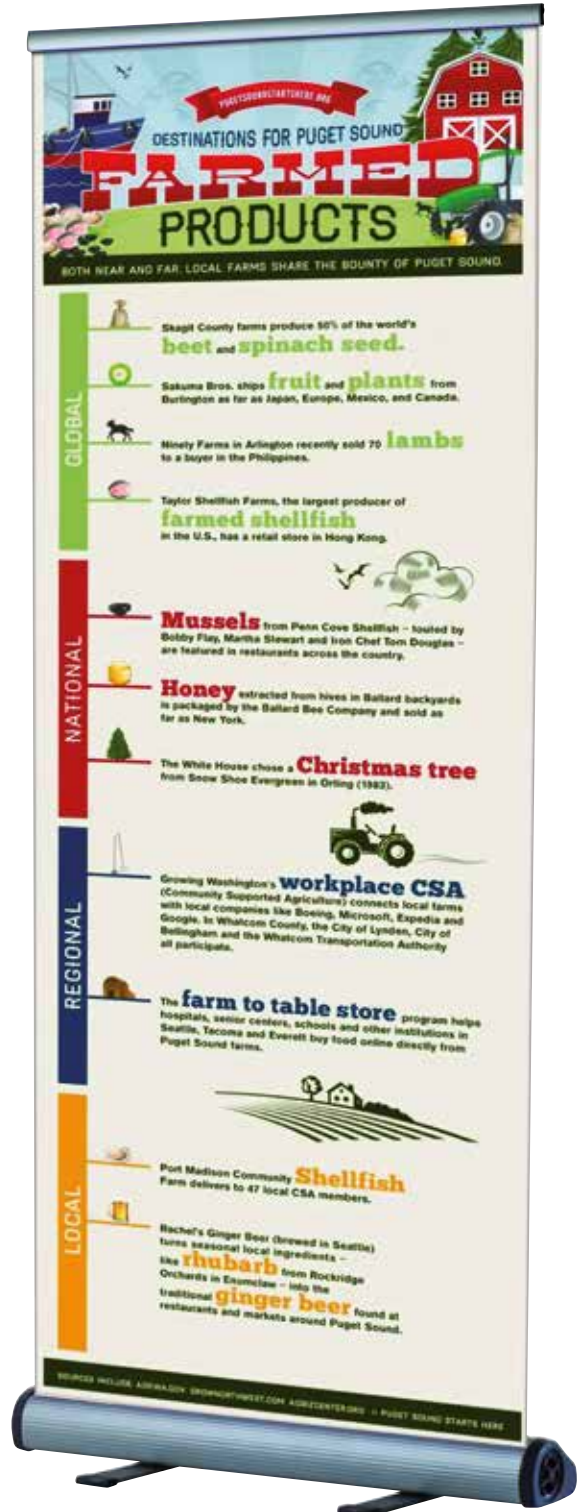 PUGETSOUNDSTARTSHERE.ORG
DESTINATIONS FOR PUGET SOUND
FARMED
PRODUCTS
BOTH NEAR AND FAR, LOCAL FARMS SHARE THE BOUNTY OF PUGET SOUND.
GLOBAL
Skagit County farms produce 50% of the world's
beet and spinach seed.
Sakuma Bros. ships fruit and plants from
Burlington as far as Japan, Europe, Mexico, and Canada.
Ninety Farms in Arlington recently sold 70 lambs
to a buyer in the Philippines.
Taylor Shellfish Farms, the largest producer of
farmed shellfish
in the U.S., has a retail store in Hong Kong.
NATIONAL
Mussels from Penn Cove Shellfish – touted by
Bobby Flay, Martha Stewart and Iron Chef Tom Douglas –
are featured in restaurants across the country.
Honey extracted from hives in Ballard backyards
is packaged by the Ballard Bee Company and sold as
far as New York.
The White House chose a Christmas tree
from Snow Shoe Evergreen in Orting (1982).
REGIONAL
Growing Washington's workplace CSA
(Community Supported Agriculture) connects local farms
with local companies like Boeing, Microsoft, Expedia and
Google. In Whatcom County, the City of Lynden, City of
Bellingham and the Whatcom Transportation Authority
all participate.
The farm to table store program helps
hospitals, senior centers, schools and other institutions in
Seattle, Tacoma and Everett buy food online directly from
Puget Sound farms.
LOCAL
Port Madison Community Shellfish
Farm delivers to 47 local CSA members.
Rachel's Ginger Beer (brewed in Seattle)
turns seasonal local ingredients –
like rhubarb from Rockridge
Orchards in Enumclaw – into the
traditional ginger beer found at
restaurants and markets around Puget Sound.
SOURCES INCLUDE GROWNORTHWEST.COM PUGET SOUND STARTS HERE